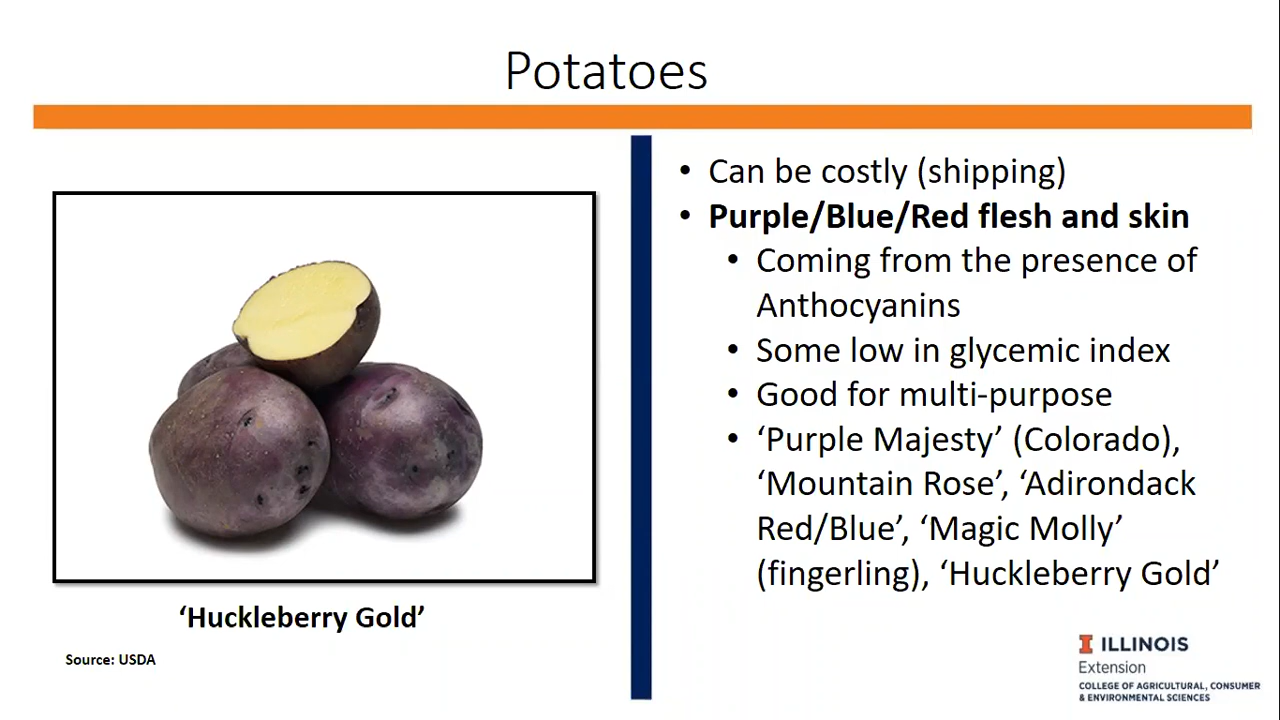 Potatoes
• Can be costly (shipping)
• Purple/Blue/Red flesh and skin
• Coming from the presence of
Anthocyanins
• Some low in glycemic index
• Good for multi-purpose
• ‘Purple Majesty’ (Colorado),
‘Mountain Rose’, ‘Adirondack
Red/Blue’, ‘Magic Molly’
(fingerling), ‘Huckleberry Gold’
‘Huckleberry Gold’
Source: USDA
I ILLINOIS
Extension
COLLEGE OF AGRICULTURAL, CONSUMER
& ENVIRONMENTAL SCIENCES